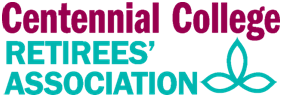 Centennial College
RETIREES'
ASSOCIATION